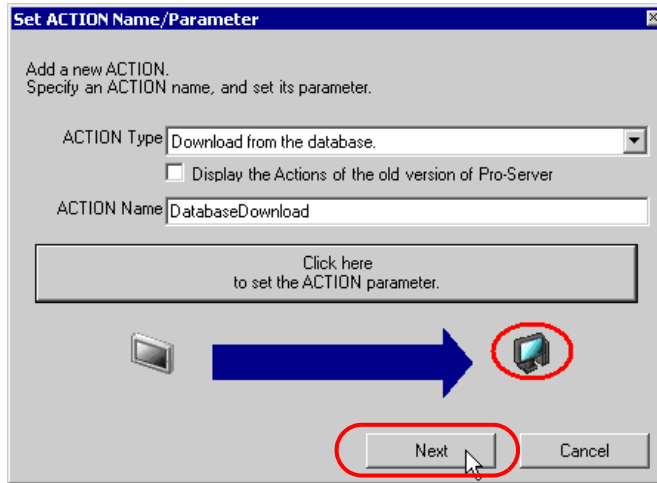 Set ACTION Name/Parameter
Add a new ACTION.
Specify an ACTION name, and set its parameter.
ACTION Type Download from the database.
Display the Actions of the old version of Pro-Server
ACTION Name DatabaseDownload
Click here
to set the ACTION parameter.
Next Cancel